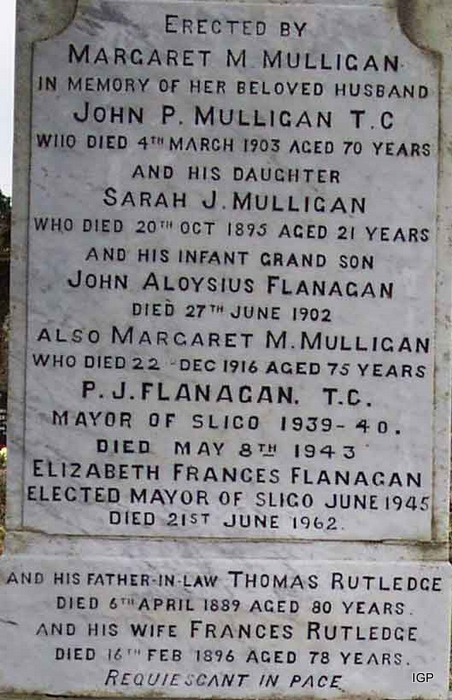 ERECTED BY
MARGARET M. MULLIGAN
IN MEMORY OF HER BELOVED HUSBAND
JOHN P. MULLIGAN T.C
WHO DIED 4TH MARCH 1903 AGED 70 YEARS
AND HIS DAUGHTER
SARAH J. MULLIGAN
WHO DIED 20TH OCT 1895 AGED 21 YEARS
AND HIS INFANT GRAND SON
JOHN ALOYSIUS FLANAGAN
DIED 27TH JUNE 1902
ALSO MARGARET M. MULLIGAN
WHO DIED 22 DEC 1916 AGED 75 YEARS
P. J. FLANAGAN. T.C.
MAYOR OF SLIGO 1939-40.
DIED MAY 8TH 1943
ELIZABETH FRANCES FLANAGAN
ELECTED MAYOR OF SLIGO JUNE 1945
DIED 21ST JUNE 1962.
AND HIS FATHER-IN-LAW THOMAS RUTLEDGE
DIED 6TH APRIL 1889 AGED 80 YEARS.
AND HIS WIFE FRANCES RUTLEDGE
DIED 16TH FEB 1896 AGED 78 YEARS.
REQUIESCANT IN PACE
IGP